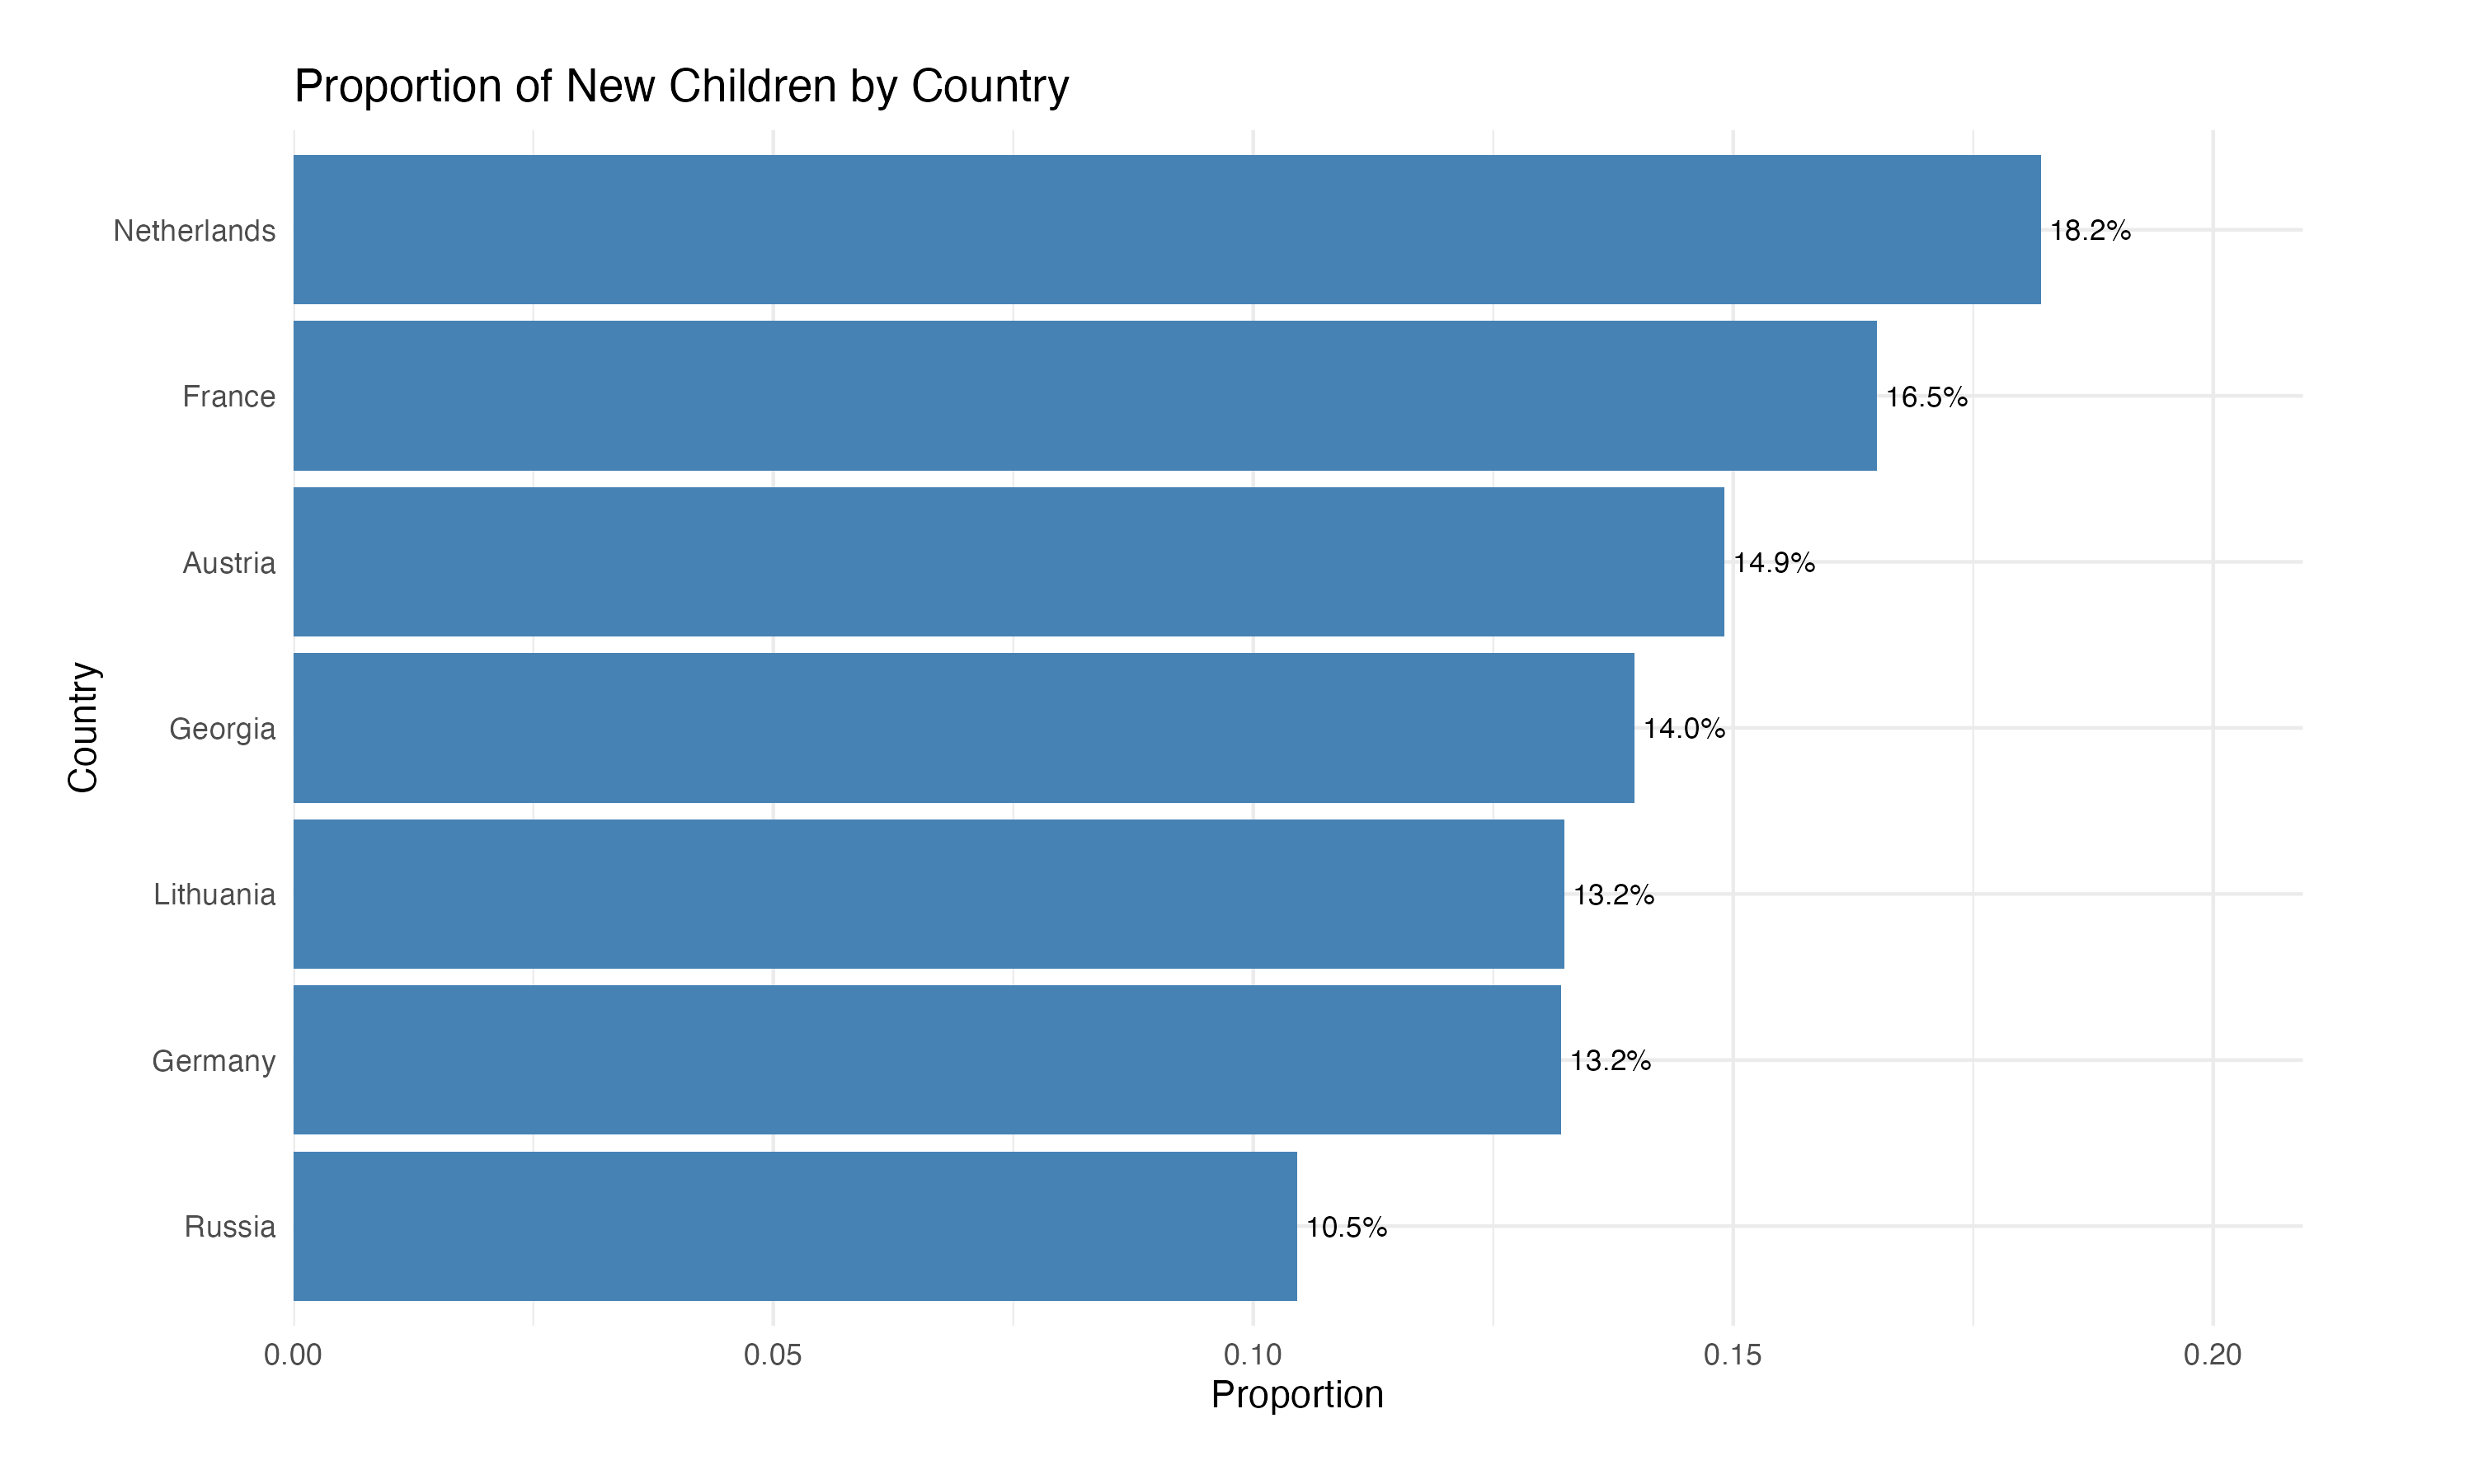 Proportion of New Children by Country
Netherlands 18.2%
France 16.5%
Austria 14.9%
Georgia 14.0%
Lithuania 13.2%
Germany 13.2%
Russia 10.5%
Country
0.00 0.05 0.10 0.15 0.20
Proportion